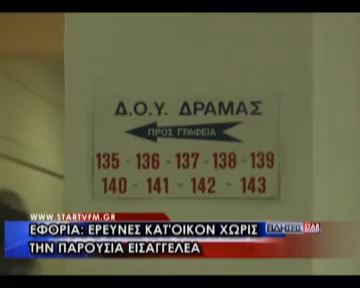 Δ.Ο.Υ. ΔΡΑΜΑΣ
ΠΡΟΣ ΓΡΑΦΕΙΑ
135 - 136 - 137 - 138 - 139
140 - 141 - 142 - 143
WWW.STARTVFM.GR
ΕΦΟΡΙΑ: ΕΡΕΥΝΕΣ ΚΑΤ'ΟΙΚΟΝ ΧΩΡΙΣ
ΤΗΝ ΠΑΡΟΥΣΙΑ ΕΙΣΑΓΓΕΛΕΑ
STAR